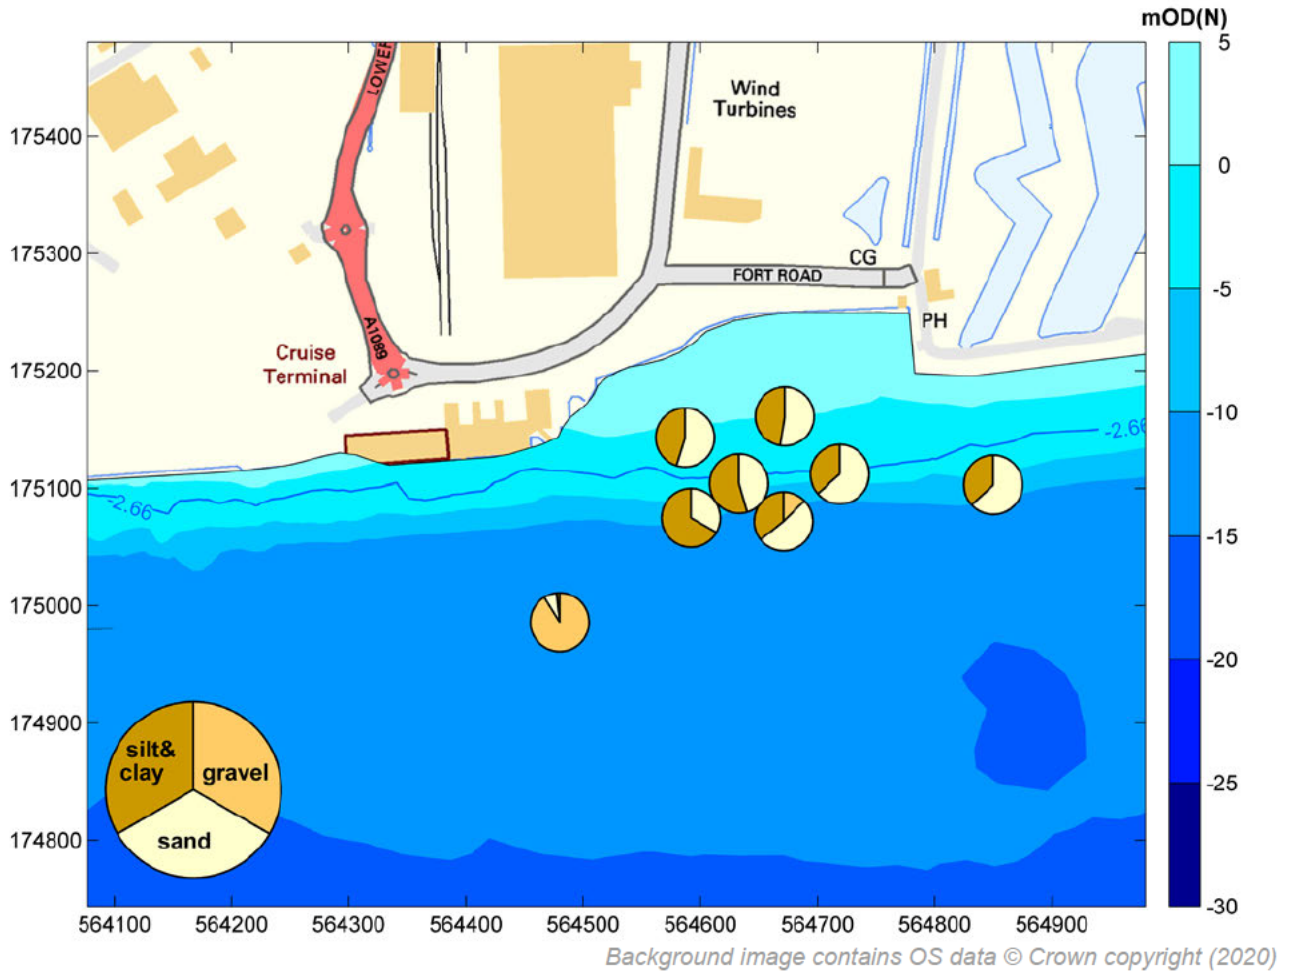 mOD(N)
5
0
-5
-10
-15
-20
-25
-30
175400
175300
175200
175100
175000
174900
174800
LOWER
A1089
Wind
Turbines
CG
FORT ROAD
PH
Cruise
Terminal
-2.66
-2.66
silt&
clay
gravel
sand
564100
564200
564300
564400
564500
564600
564700
564800
564900
Background image contains OS data © Crown copyright (2020)